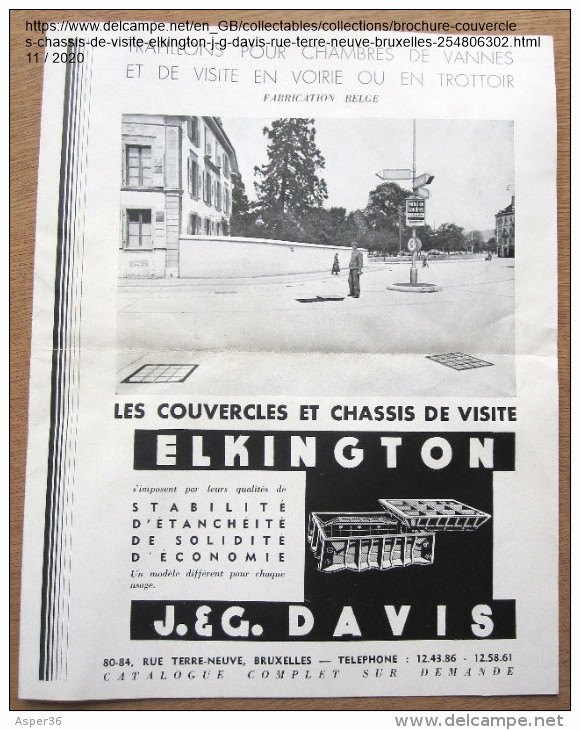 https://www.delcampe.net/en_GB/collectables/collections/brochure-couvercle
s-chassis-de-visite-elkington-j-g-davis-rue-terre-neuve-bruxelles-254806302.html
11 / 2020
TRAPILLONS POUR CHAMBRES DE VANNES
ET DE VISITE EN VOIRIE OU EN TROTTOIR
FABRICATION BELGE
LES COUVERCLES ET CHASSIS DE VISITE
ELKINGTON
s'imposent par leurs qualités de
STABILITÉ
D'ÉTANCHÉITÉ
DE SOLIDITÉ
D'ÉCONOMIE
Un modèle différent pour chaque
usage.
J. & G. DAVIS
80-84, RUE TERRE-NEUVE, BRUXELLES — TELEPHONE : 12.43.86 - 12.58.61
CATALOGUE COMPLET SUR DEMANDE
Asper36
delcampe.net